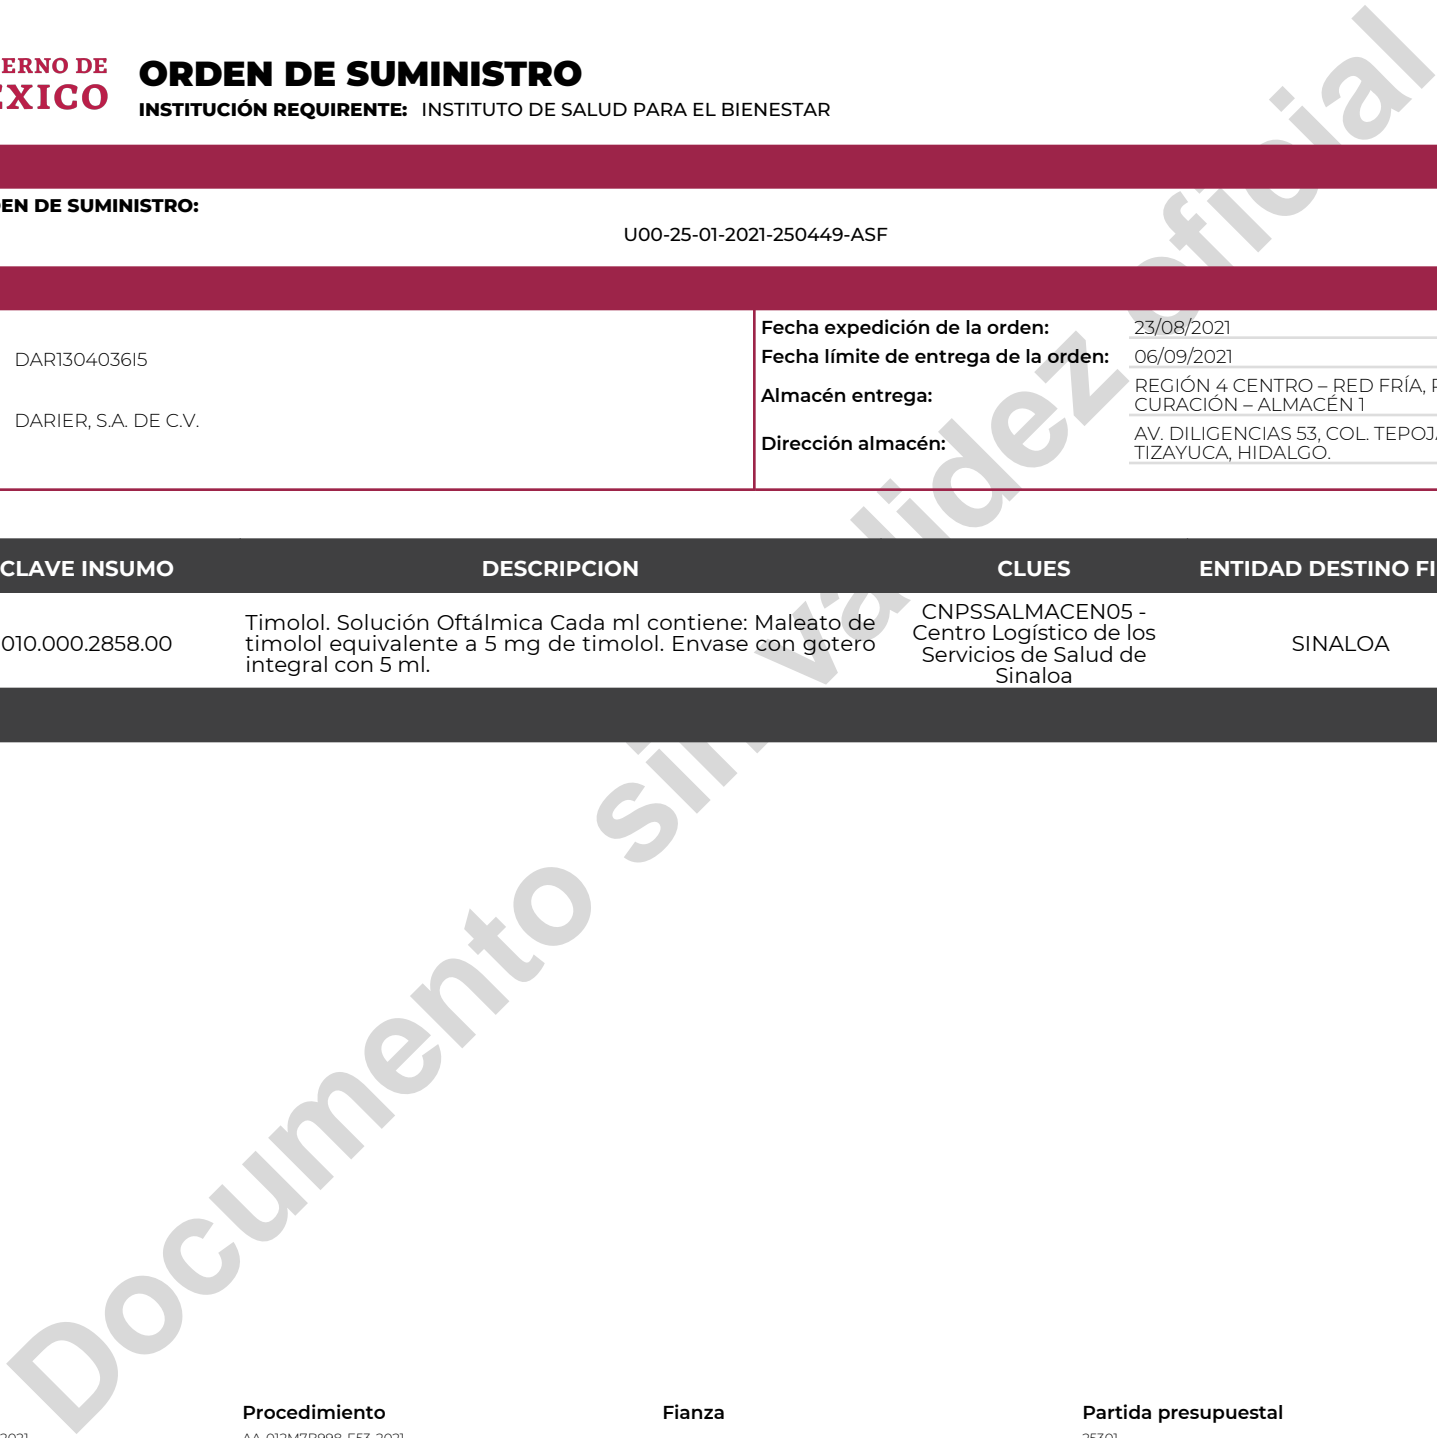 ERNO DE
EXICO
ORDEN DE SUMINISTRO
INSTITUCIÓN REQUIRENTE: INSTITUTO DE SALUD PARA EL BIENESTAR
EN DE SUMINISTRO:
U00-25-01-2021-250449-ASF
DAR1304036I5
DARIER, S.A. DE C.V.
Fecha expedición de la orden: 23/08/2021
Fecha límite de entrega de la orden: 06/09/2021
Almacén entrega: REGIÓN 4 CENTRO – RED FRÍA,
CURACIÓN – ALMACÉN 1
Dirección almacén: AV. DILIGENCIAS 53, COL. TEPOJ
TIZAYUCA, HIDALGO.
CLAVE INSUMO DESCRIPCION CLUES ENTIDAD DESTINO FI
010.000.2858.00
Timolol. Solución Oftálmica Cada ml contiene: Maleato de
timolol equivalente a 5 mg de timolol. Envase con gotero
integral con 5 ml.
CNPSSALMACEN05 -
Centro Logístico de los
Servicios de Salud de
Sinaloa
SINALOA
Documento sin validez oficial
Procedimiento Fianza Partida presupuestal